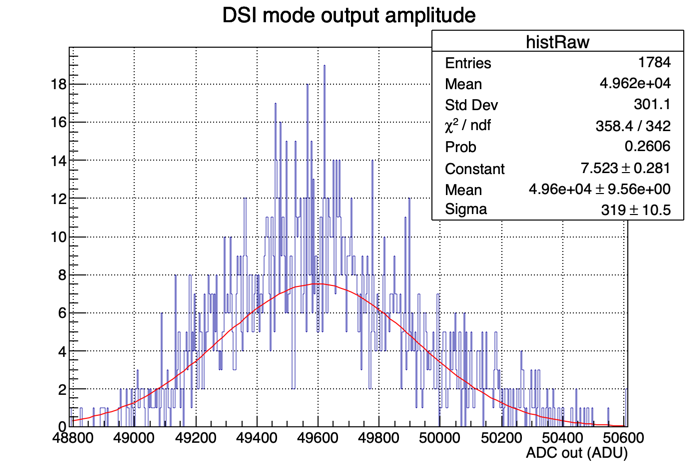 DSI mode output amplitude
histRaw
Entries 1784
Mean 4.962e+04
Std Dev 301.1
χ² / ndf 358.4 / 342
Prob 0.2606
Constant 7.523 ± 0.281
Mean 4.96e+04 ± 9.56e+00
Sigma 319 ± 10.5
18
16
14
12
10
8
6
4
2
0
48800 49000 49200 49400 49600 49800 50000 50200 50400 50600
ADC out (ADU)